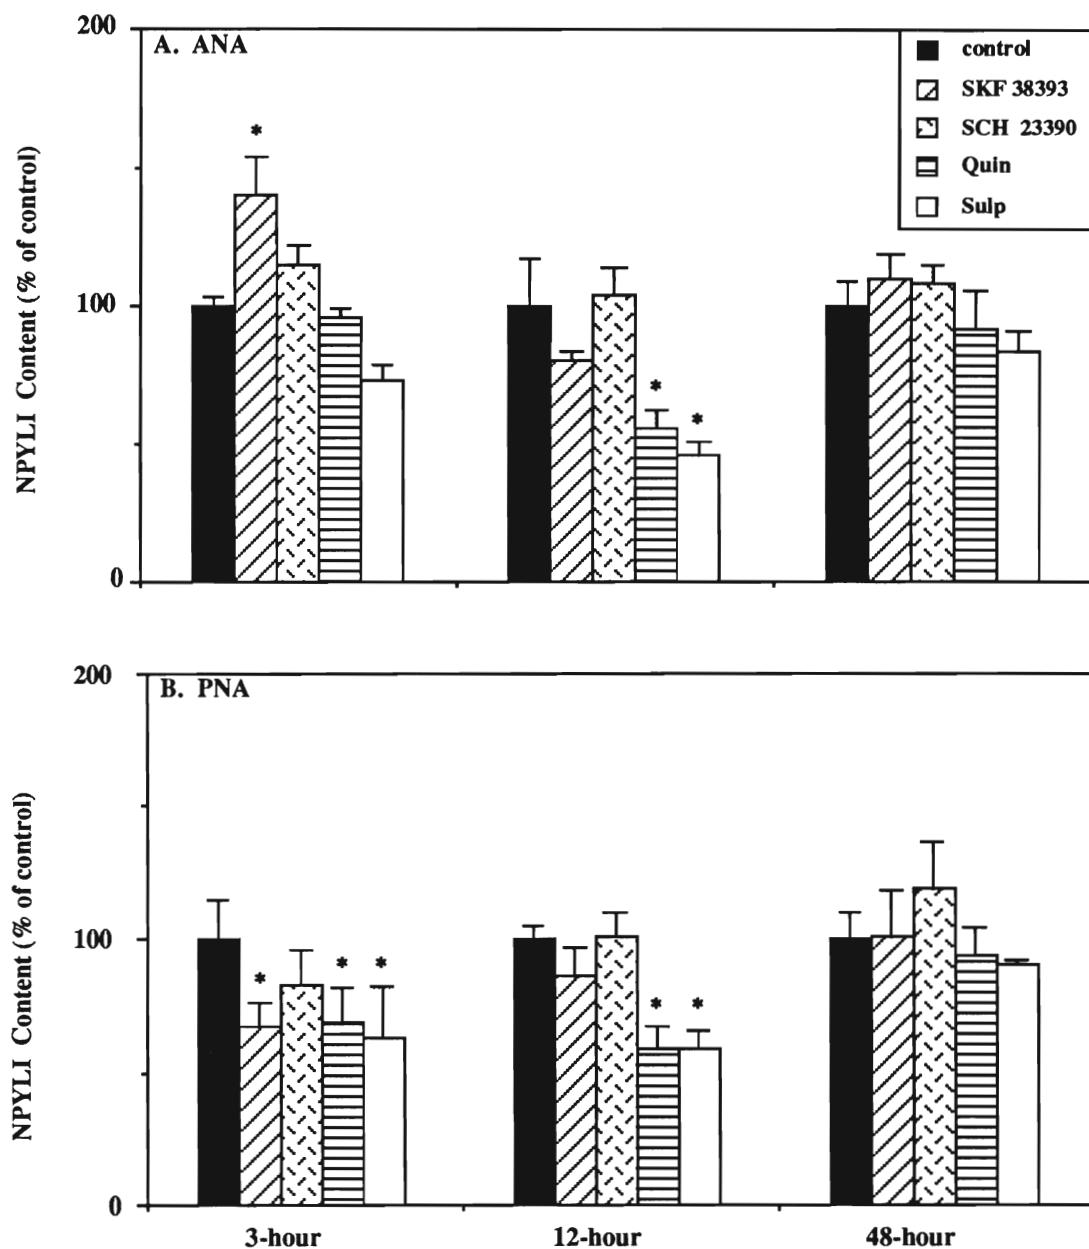 200
A. ANA
control
SKF 38393
SCH 23390
Quin
Sulp
NPYLI Content (% of control)
*
100
*
*
0
200
B. PNA
NPYLI Content (% of control)
100
* * *
* *
0
3-hour 12-hour 48-hour